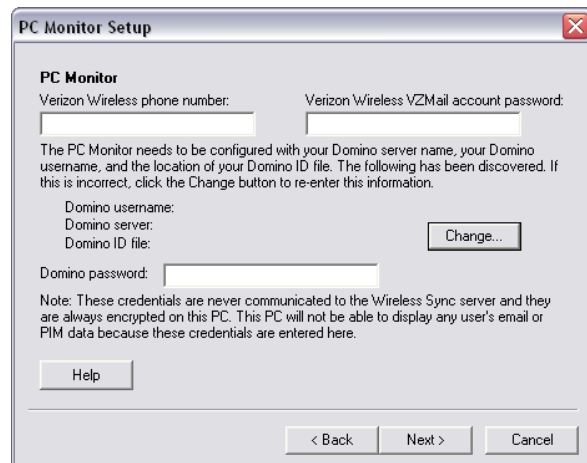 PC Monitor Setup
PC Monitor
Verizon Wireless phone number:
Verizon Wireless VZMail account password:
The PC Monitor needs to be configured with your Domino server name, your Domino
username, and the location of your Domino ID file. The following has been discovered. If
this is incorrect, click the Change button to re-enter this information.
Domino username:
Domino server:
Domino ID file:
Change...
Domino password:
Note: These credentials are never communicated to the Wireless Sync server and they
are always encrypted on this PC. This PC will not be able to display any user's email or
PIM data because these credentials are entered here.
Help
< Back
Next >
Cancel